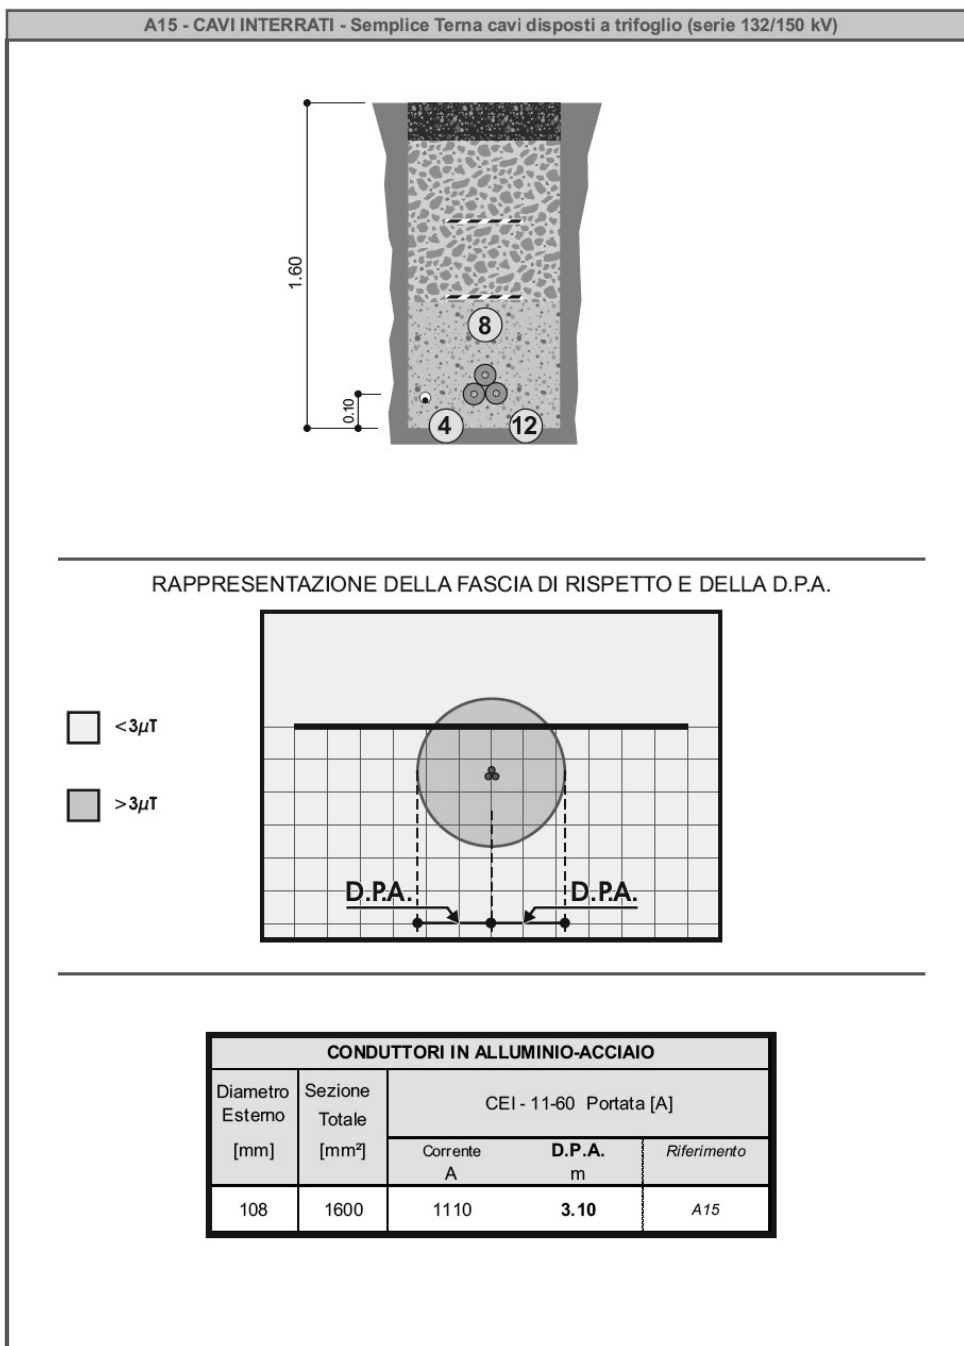 A15 - CAVI INTERRATI - Semplice Terna cavi disposti a trifoglio (serie 132/150 kV)
1.60
8
0.10
4
12
RAPPRESENTAZIONE DELLA FASCIA DI RISPETTO E DELLA D.P.A.
<3µT
>3µT
D.P.A.
D.P.A.
CONDUTTORI IN ALLUMINIO-ACCIAIO
Diametro Esterno [mm]
Sezione Totale [mm²]
CEI - 11-60 Portata [A]
Corrente A
D.P.A. m
Riferimento
108 1600 1110 3.10 A15